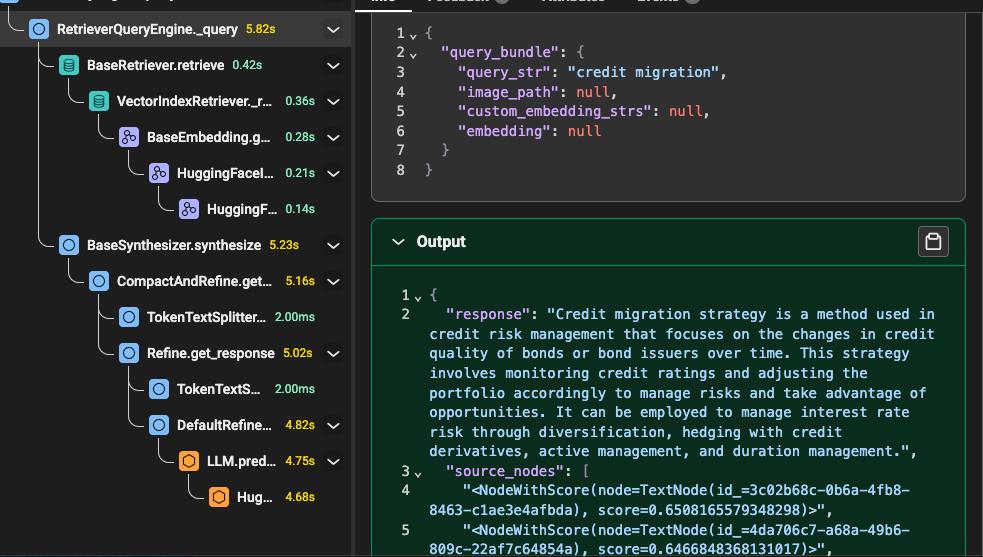 RetrieverQueryEngine._query 5.82s
BaseRetriever.retrieve 0.42s
VectorIndexRetriever._r... 0.36s
BaseEmbedding.g... 0.28s
HuggingFaceI... 0.21s
HuggingF... 0.14s
BaseSynthesizer.synthesize 5.23s
CompactAndRefine.get... 5.16s
TokenTextSplitter... 2.00ms
Refine.get_response 5.02s
TokenTextS... 2.00ms
DefaultRefine... 4.82s
LLM.pred... 4.75s
Hug... 4.68s
1 {
2 "query_bundle": {
3 "query_str": "credit migration",
4 "image_path": null,
5 "custom_embedding_strs": null,
6 "embedding": null
7 }
8 }
Output
1 {
2 "response": "Credit migration strategy is a method used in
credit risk management that focuses on the changes in credit
quality of bonds or bond issuers over time. This strategy
involves monitoring credit ratings and adjusting the
portfolio accordingly to manage risks and take advantage of
opportunities. It can be employed to manage interest rate
risk through diversification, hedging with credit
derivatives, active management, and duration management.",
3 "source_nodes": [
4 "<NodeWithScore(node=TextNode(id_=3c02b68c-0b6a-4fb8-
8463-c1ae3e4afbda), score=0.6508165579348298)>",
5 "<NodeWithScore(node=TextNode(id_=4da706c7-a68a-49b6-
809c-22af7c64854a), score=0.6466848368131017)>",